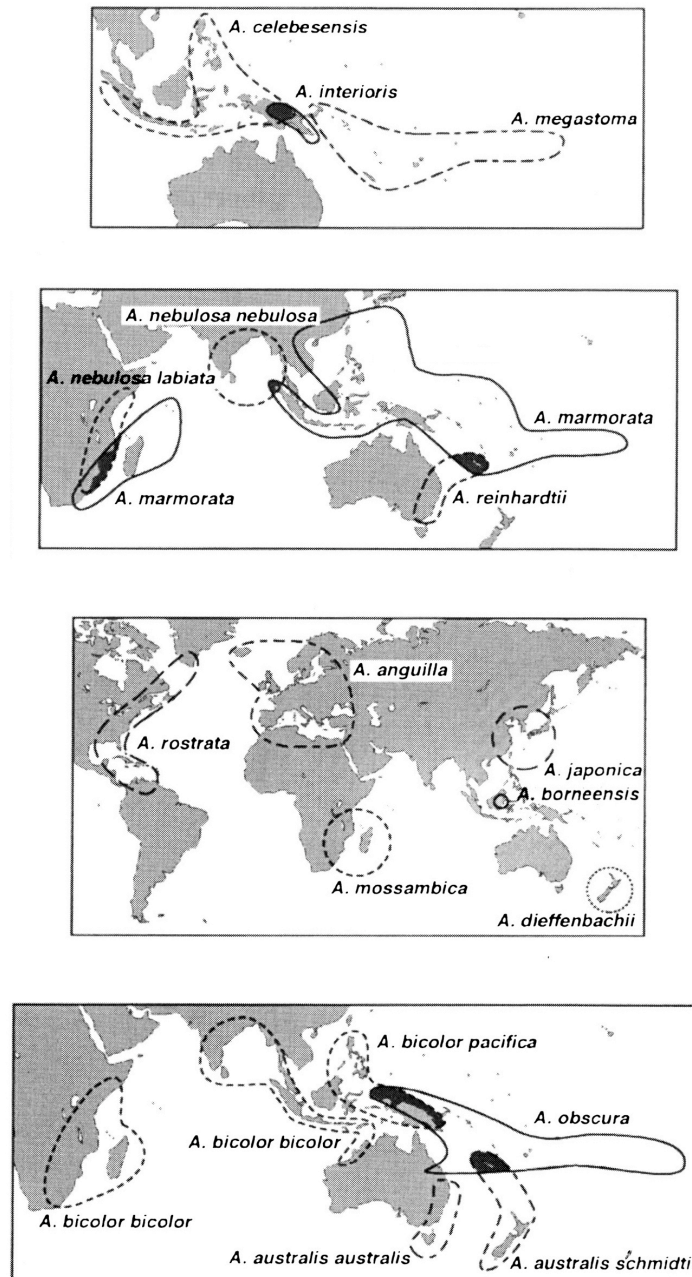 A. celebesensis
A. interioris
A. megastoma
A. nebulosa nebulosa
A. nebulosa labiata
A. marmorata
A. marmorata
A. reinhardtii
A. anguilla
A. rostrata
A. japonica
A. borneensis
A. mossambica
A. dieffenbachii
A. bicolor pacifica
A. obscura
A. bicolor bicolor
A. bicolor bicolor
A. australis australis
A. australis schmidti